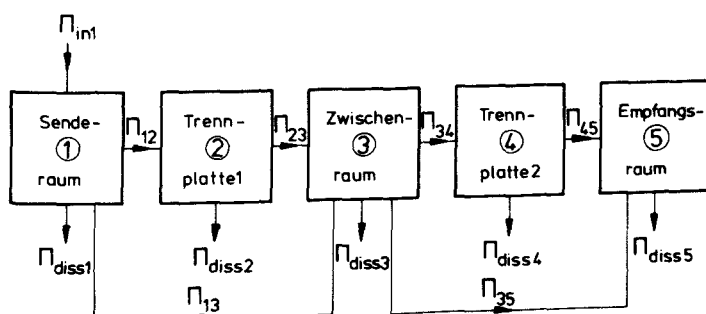 Π_in1
Sende-
①
raum
Π_12
Trenn-
②
platte1
Π_23
Zwischen-
③
raum
Π_34
Trenn-
④
platte2
Π_45
Empfangs-
⑤
raum
Π_diss1
Π_diss2
Π_diss3
Π_diss4
Π_diss5
Π_13
Π_35